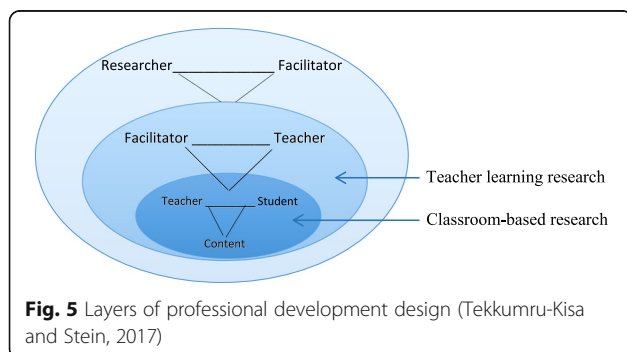 Researcher Facilitator
Facilitator Teacher
Teacher learning research
Teacher Student
Classroom-based research
Content
Fig. 5 Layers of professional development design (Tekkumru-Kisa
and Stein, 2017)